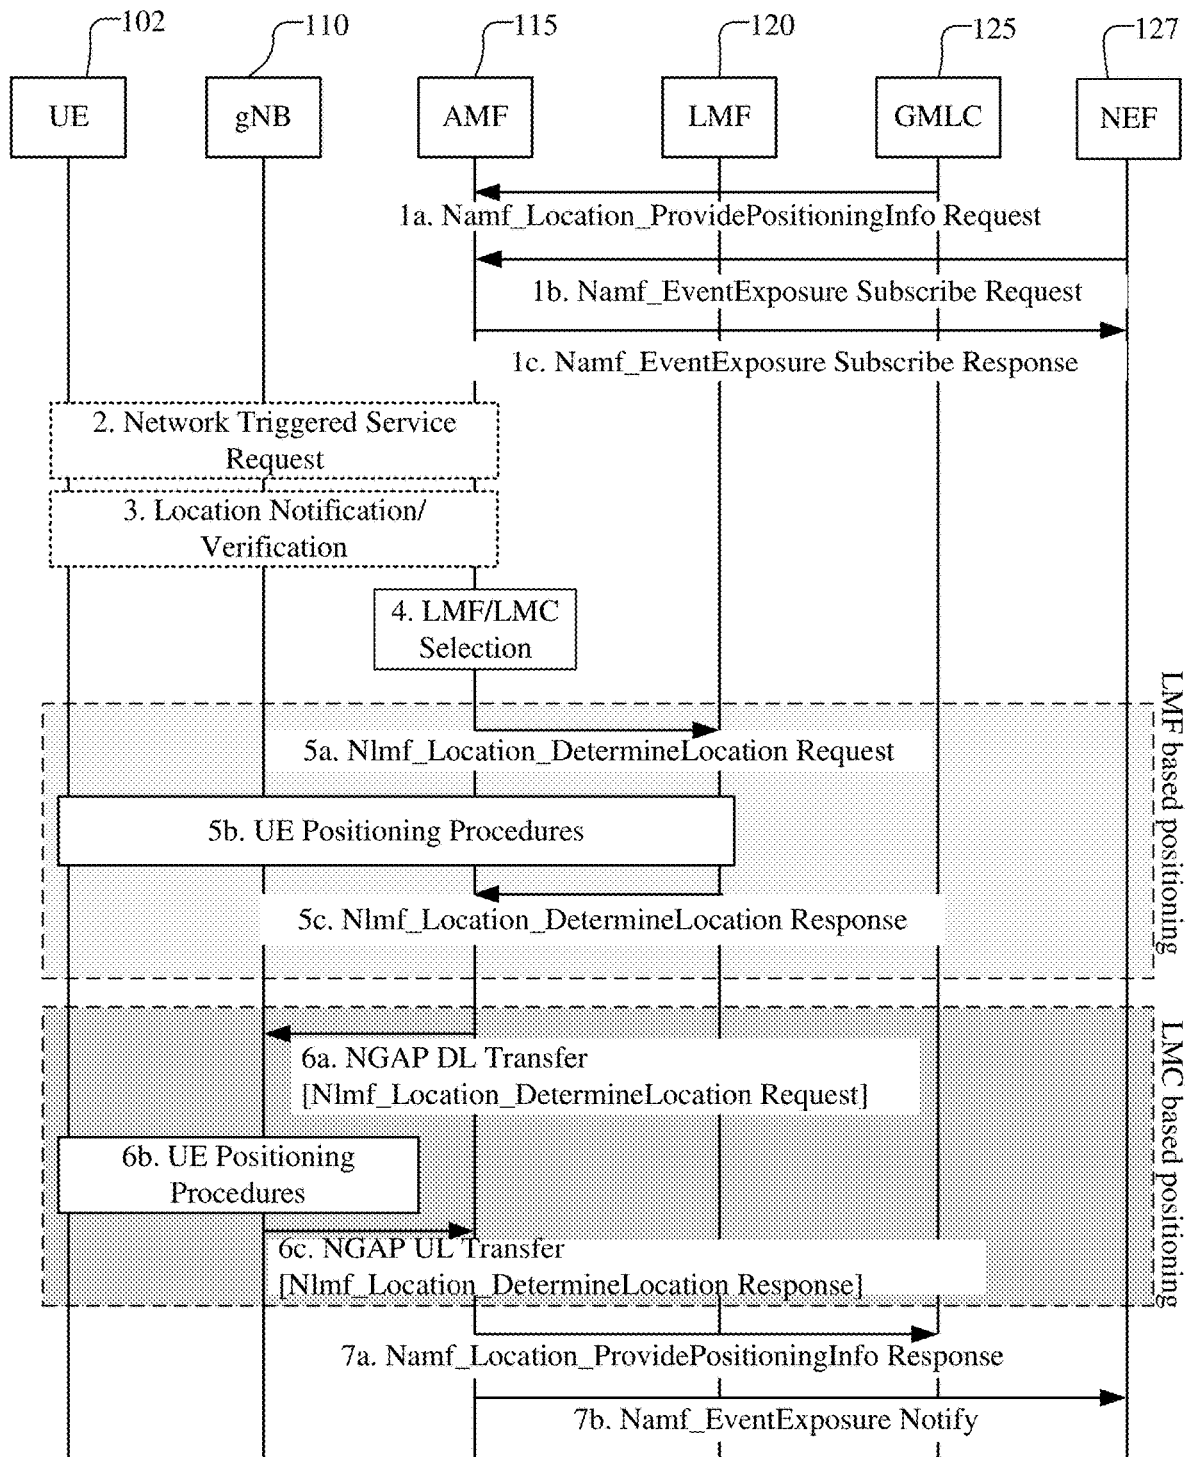 102
110
115
120
125
127
UE
gNB
AMF
LMF
GMLC
NEF
1a. Namf_Location_ProvidePositioningInfo Request
1b. Namf_EventExposure Subscribe Request
1c. Namf_EventExposure Subscribe Response
2. Network Triggered Service
Request
3. Location Notification/
Verification
4. LMF/LMC
Selection
LMF based positioning
5a. Nlmf_Location_DetermineLocation Request
5b. UE Positioning Procedures
5c. Nlmf_Location_DetermineLocation Response
LMC based positioning
6a. NGAP DL Transfer
[Nlmf_Location_DetermineLocation Request]
6b. UE Positioning
Procedures
6c. NGAP UL Transfer
[Nlmf_Location_DetermineLocation Response]
7a. Namf_Location_ProvidePositioningInfo Response
7b. Namf_EventExposure Notify